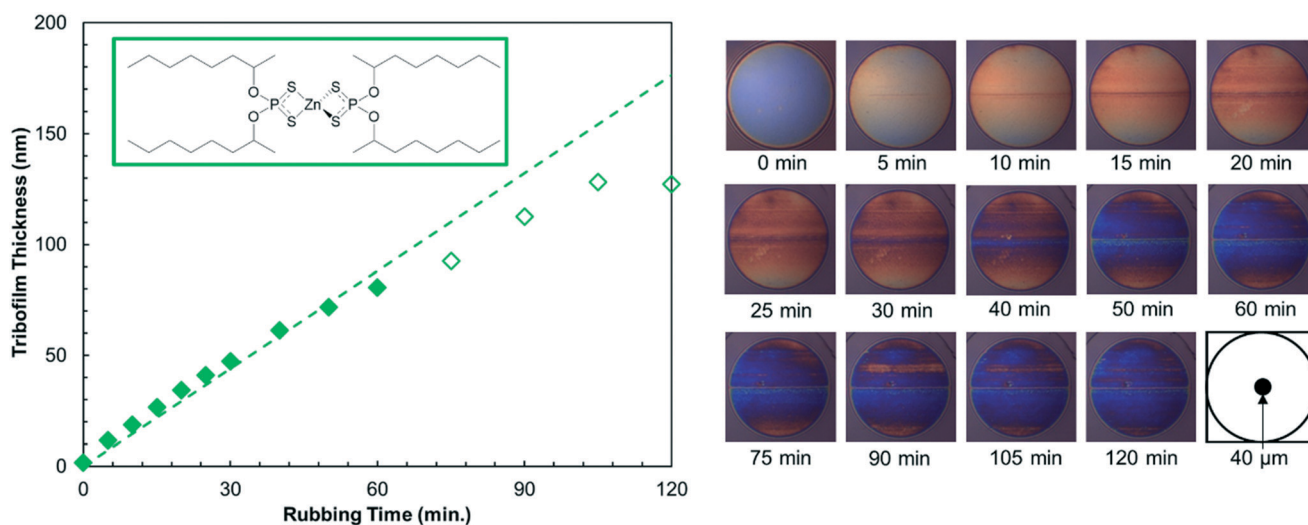 200
150
100
50
0
Tribofilm Thickness (nm)
0 30 60 90 120
Rubbing Time (min.)
O P S S Zn S S P O
O O
0 min 5 min 10 min 15 min 20 min
25 min 30 min 40 min 50 min 60 min
75 min 90 min 105 min 120 min 40 µm